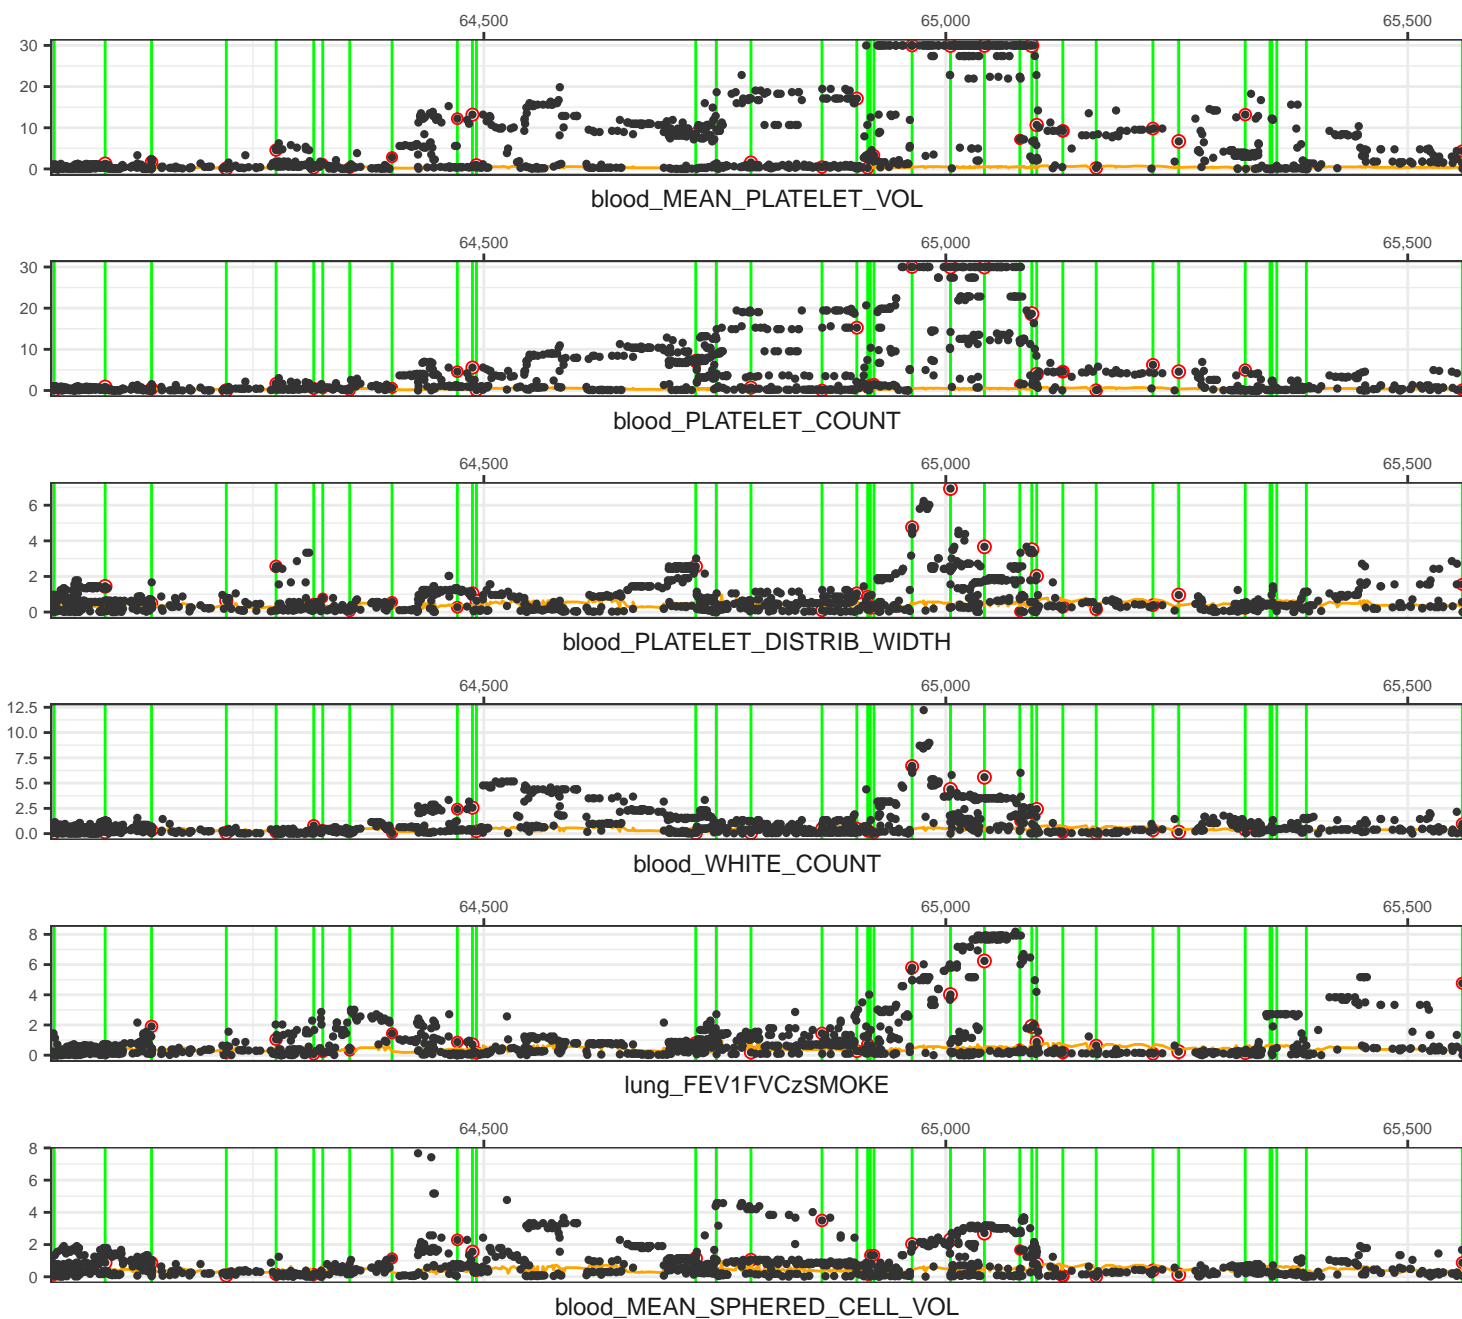 64,500 65,000 65,500
30
20
10
0
blood_MEAN_PLATELET_VOL
64,500 65,000 65,500
30
20
10
0
blood_PLATELET_COUNT
64,500 65,000 65,500
6
4
2
0
blood_PLATELET_DISTRIB_WIDTH
64,500 65,000 65,500
12.5
10.0
7.5
5.0
2.5
0.0
blood_WHITE_COUNT
64,500 65,000 65,500
8
6
4
2
0
lung_FEV1FVCzSMOKE
64,500 65,000 65,500
8
6
4
2
0
blood_MEAN_SPHERED_CELL_VOL